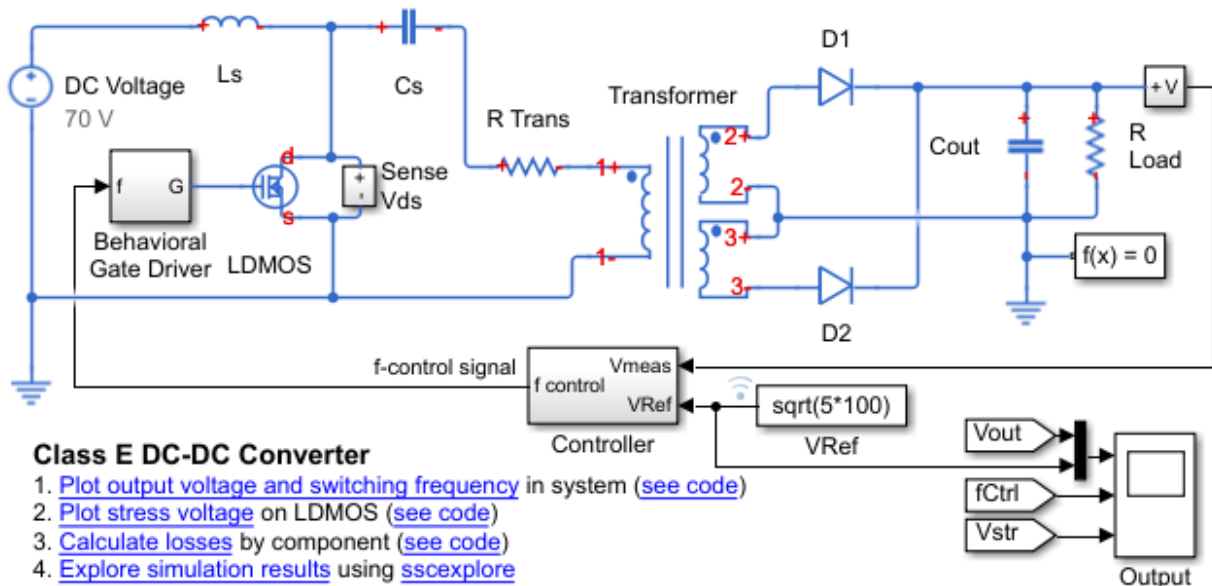 D1
DC Voltage
70 V
Ls
Cs
Transformer
R Trans
+ V
R
Load
Cout
2+
2-
1+
1-
3+
3-
d
s
Sense
Vds
+
-
f
G
Behavioral
Gate Driver
LDMOS
f(x) = 0
D2
f-control signal
f control
Vmeas
VRef
Controller
sqrt(5*100)
VRef
Vout
fCtrl
Vstr
Output
Class E DC-DC Converter
1. Plot output voltage and switching frequency in system (see code)
2. Plot stress voltage on LDMOS (see code)
3. Calculate losses by component (see code)
4. Explore simulation results using sscexplore